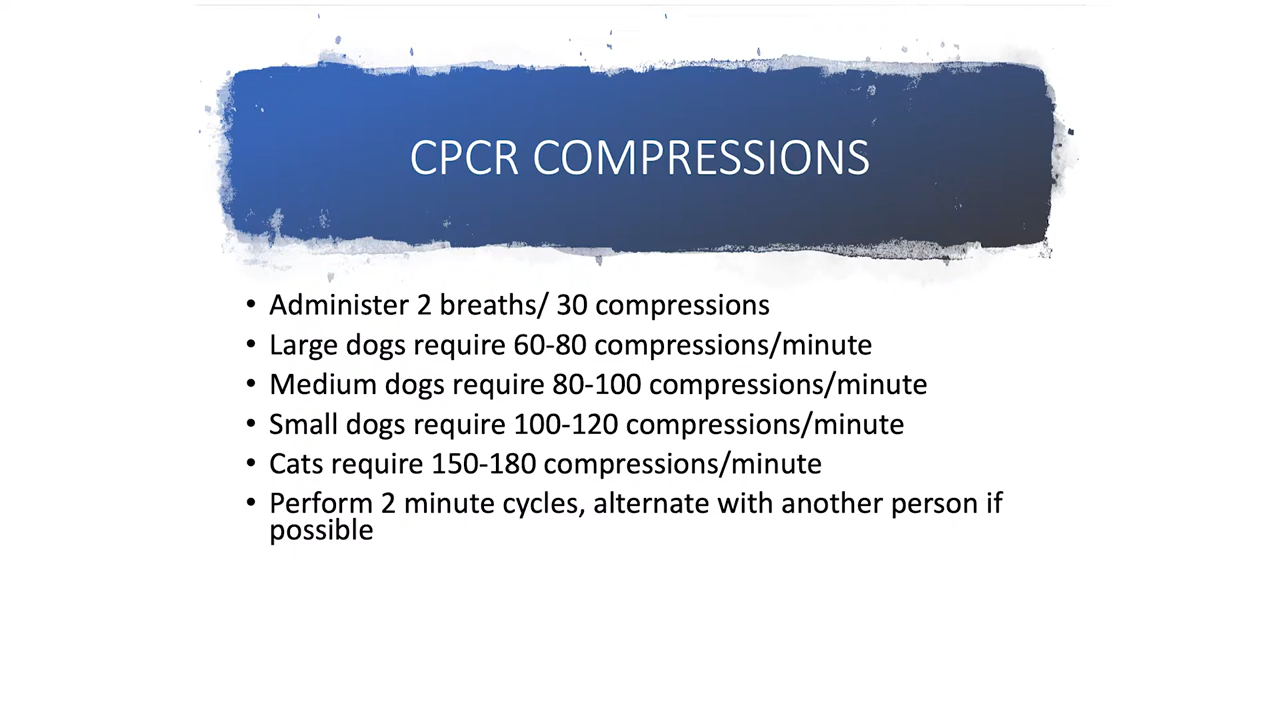 CPCR COMPRESSIONS
• Administer 2 breaths/ 30 compressions
• Large dogs require 60-80 compressions/minute
• Medium dogs require 80-100 compressions/minute
• Small dogs require 100-120 compressions/minute
• Cats require 150-180 compressions/minute
• Perform 2 minute cycles, alternate with another person if
possible